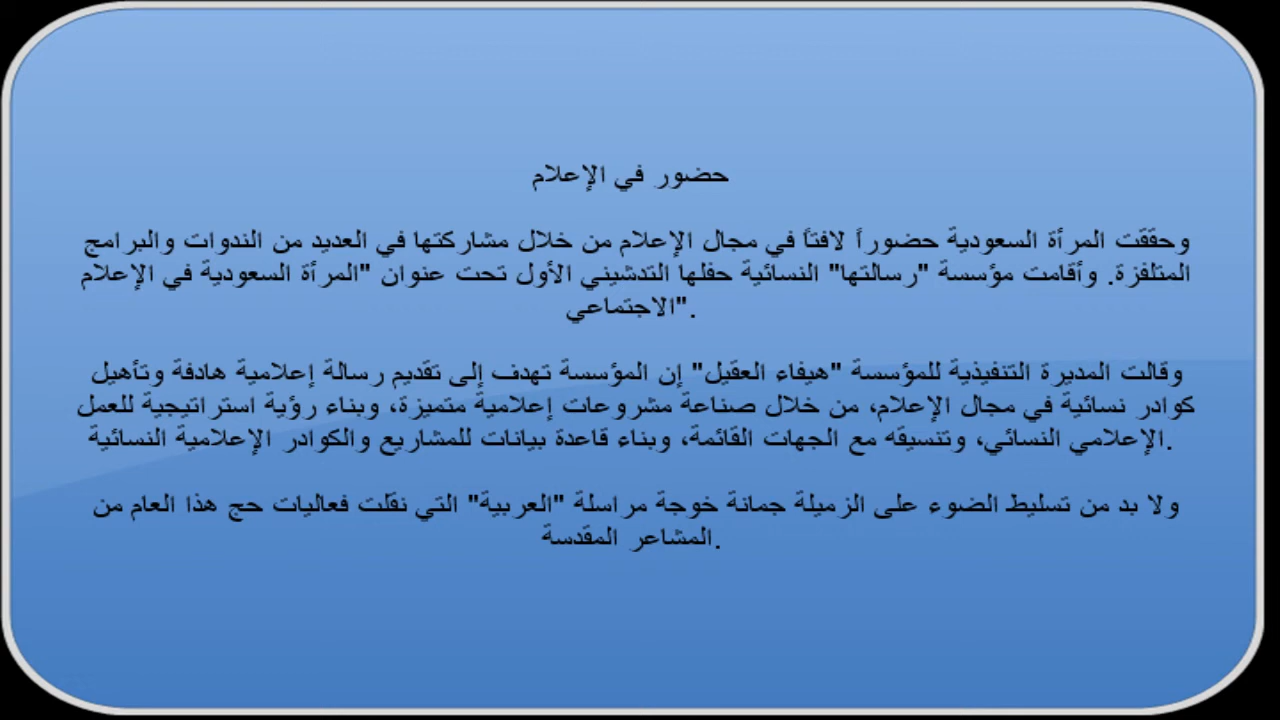 حضور في الإعلام
وحققت المرأة السعودية حضوراً لافتاً في مجال الإعلام من خلال مشاركتها في العديد من الندوات والبرامج
المتلفزة. وأقامت مؤسسة "رسالتها" النسائية حفلها التدشيني الأول تحت عنوان "المرأة السعودية في الإعلام
الاجتماعي".
وقالت المديرة التنفيذية للمؤسسة "هيفاء العقيل" إن المؤسسة تهدف إلى تقديم رسالة إعلامية هادفة وتأهيل
كوادر نسائية في مجال الإعلام، من خلال صناعة مشروعات إعلامية متميزة، وبناء رؤية استراتيجية للعمل
الإعلامي النسائي، وتنسيقه مع الجهات القائمة، وبناء قاعدة بيانات للمشاريع والكوادر الإعلامية النسائية.
ولا بد من تسليط الضوء على الزميلة جمانة خوجة مراسلة "العربية" التي نقلت فعاليات حج هذا العام من
المشاعر المقدسة.